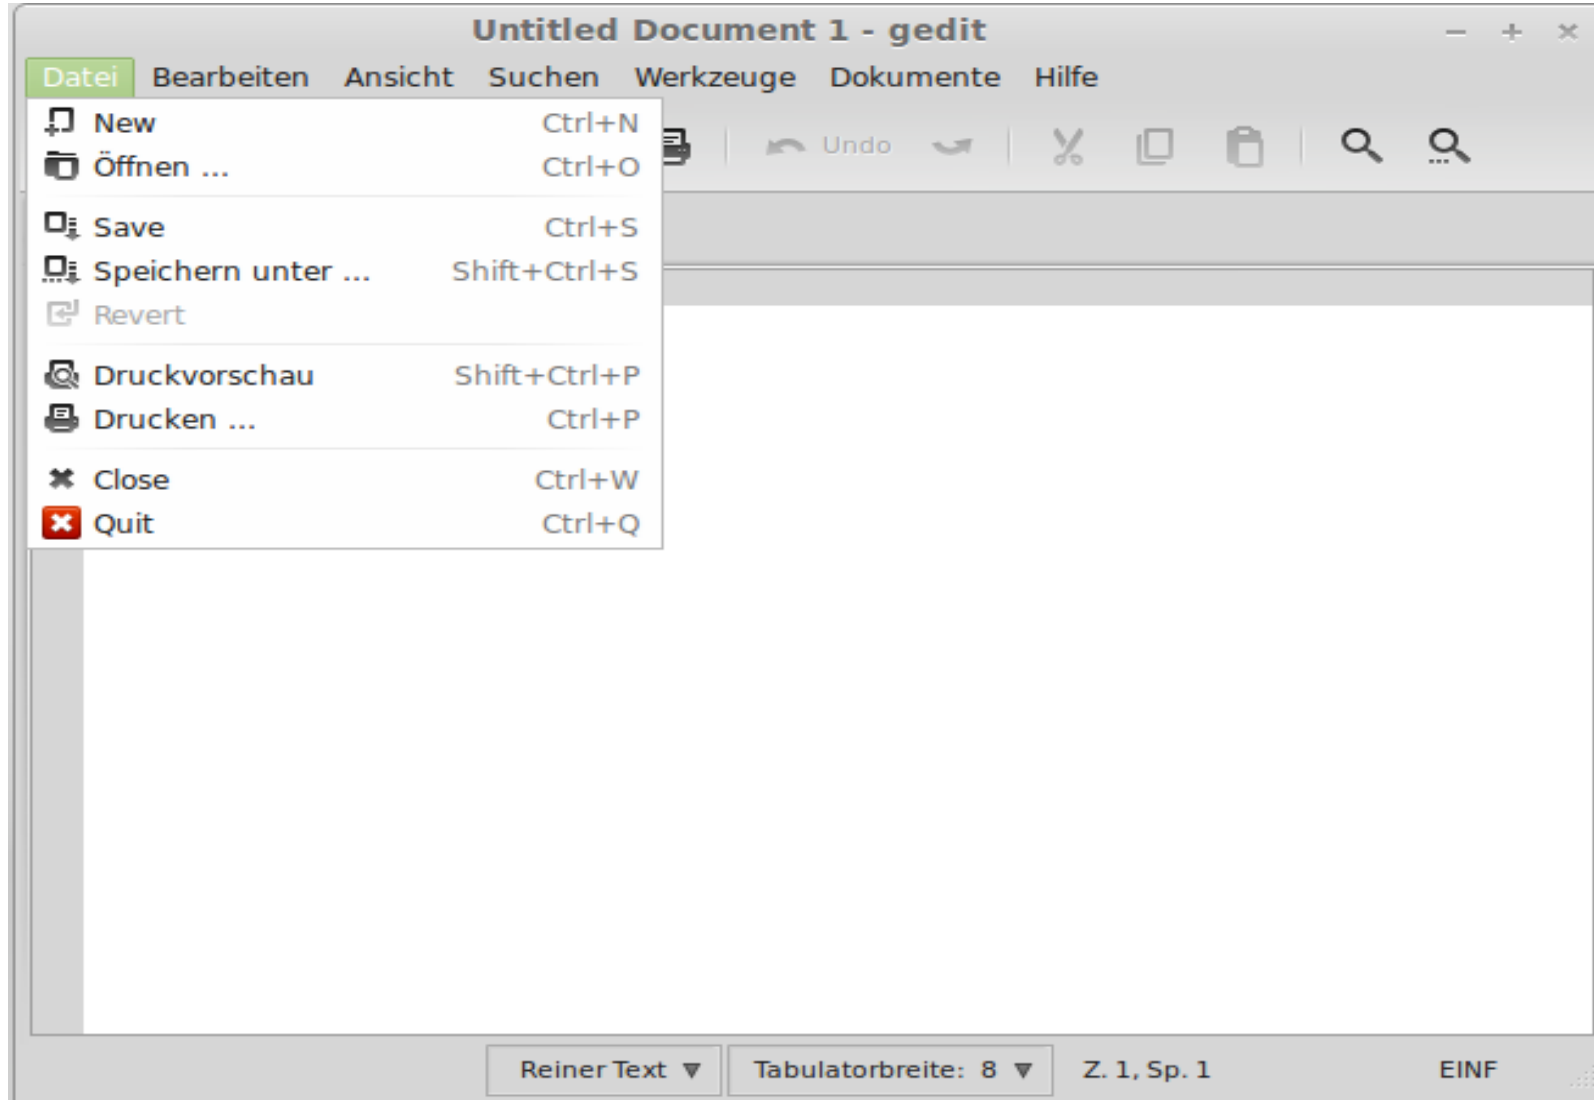 Untitled Document 1 - gedit
Datei Bearbeiten Ansicht Suchen Werkzeuge Dokumente Hilfe
New Ctrl+N
Undo
Öffnen ... Ctrl+O
Save Ctrl+S
Speichern unter ... Shift+Ctrl+S
Revert
Druckvorschau Shift+Ctrl+P
Drucken ... Ctrl+P
Close Ctrl+W
Quit Ctrl+Q
Reiner Text Tabulatorbreite: 8 Z. 1, Sp. 1 EINF